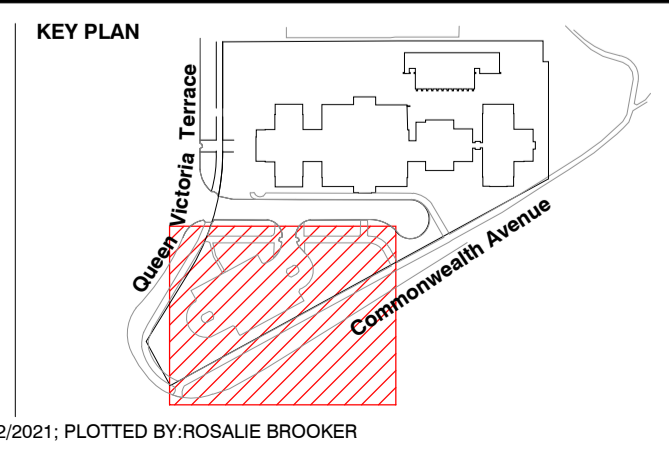 KEY PLAN
Queen Victoria Terrace
Commonwealth Avenue
2/2021; PLOTTED BY:ROSALIE BROOKER